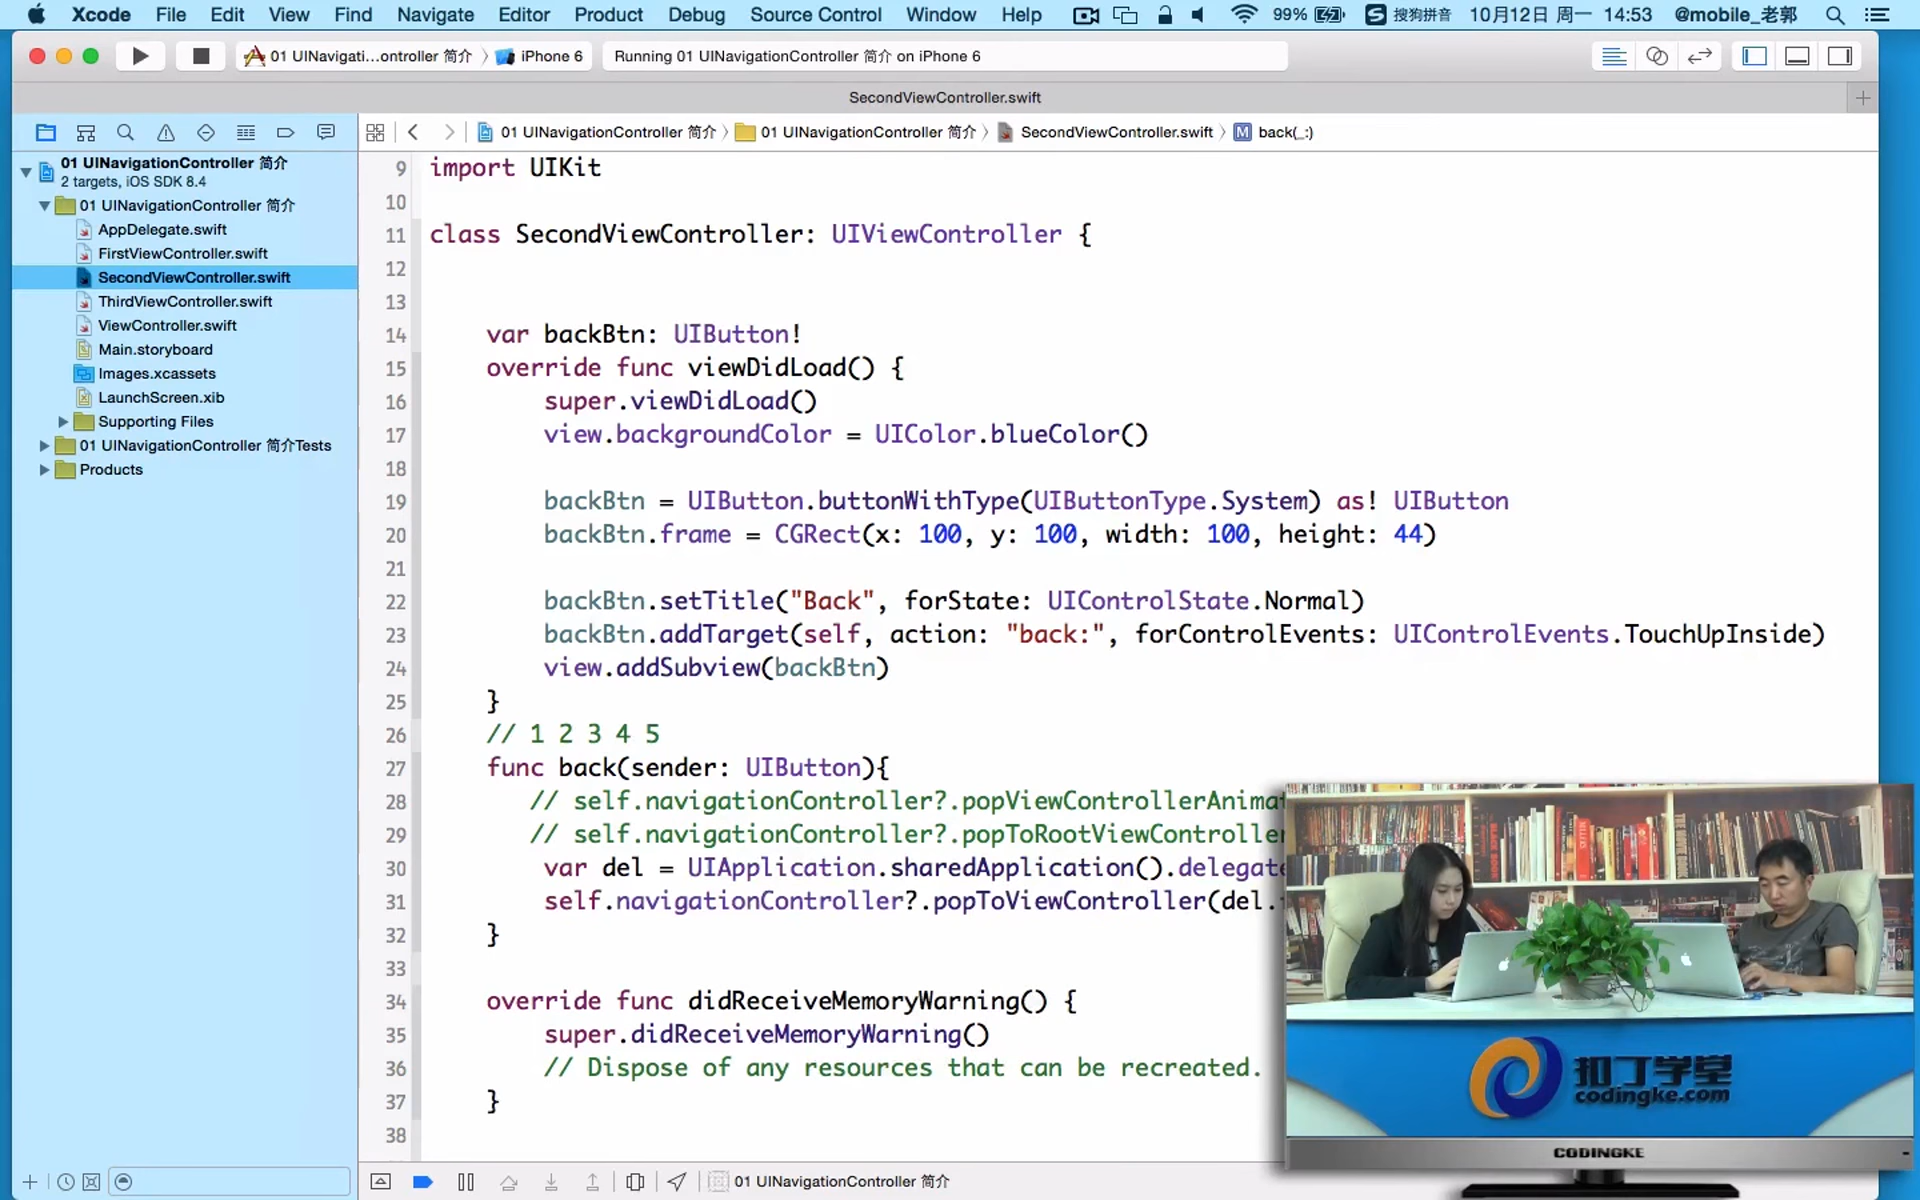 Xcode File Edit View Find Navigate Editor Product Debug Source Control Window Help 99% 搜狗拼音 10月12日 周一 14:53 @mobile_老郭
01 UINavigati...ontroller 简介 〉 iPhone 6 Running 01 UINavigationController 简介 on iPhone 6
SecondViewController.swift
01 UINavigationController 简介 〉 01 UINavigationController 简介 〉 SecondViewController.swift 〉 M back(_:)
01 UINavigationController 简介
2 targets, iOS SDK 8.4
01 UINavigationController 简介
AppDelegate.swift
FirstViewController.swift
SecondViewController.swift
ThirdViewController.swift
ViewController.swift
Main.storyboard
Images.xcassets
LaunchScreen.xib
Supporting Files
01 UINavigationController 简介Tests
Products
9 import UIKit
10
11 class SecondViewController: UIViewController {
12
13
14 var backBtn: UIButton!
15 override func viewDidLoad() {
16 super.viewDidLoad()
17 view.backgroundColor = UIColor.blueColor()
18
19 backBtn = UIButton.buttonWithType(UIButtonType.System) as! UIButton
20 backBtn.frame = CGRect(x: 100, y: 100, width: 100, height: 44)
21
22 backBtn.setTitle("Back", forState: UIControlState.Normal)
23 backBtn.addTarget(self, action: "back:", forControlEvents: UIControlEvents.TouchUpInside)
24 view.addSubview(backBtn)
25 }
26 // 1 2 3 4 5
27 func back(sender: UIButton){
28 // self.navigationController?.popViewControllerAnimat
29 // self.navigationController?.popToRootViewController
30 var del = UIApplication.sharedApplication().delegate
31 self.navigationController?.popToViewController(del.
32 }
33
34 override func didReceiveMemoryWarning() {
35 super.didReceiveMemoryWarning()
36 // Dispose of any resources that can be recreated.
37 }
38
扣丁学堂
codingke.com
CODINGKE
01 UINavigationController 简介